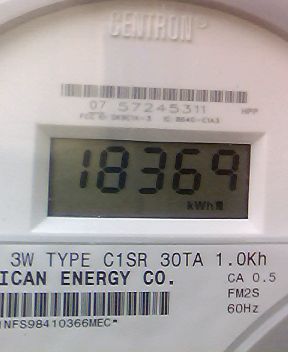 CENTRON
07 57245311 HPP
18369
kWh
3W TYPE C1SR 30TA 1.0Kh
ICAN ENERGY CO. CA 0.5
FM2S
60Hz
NFS98410366MEC*